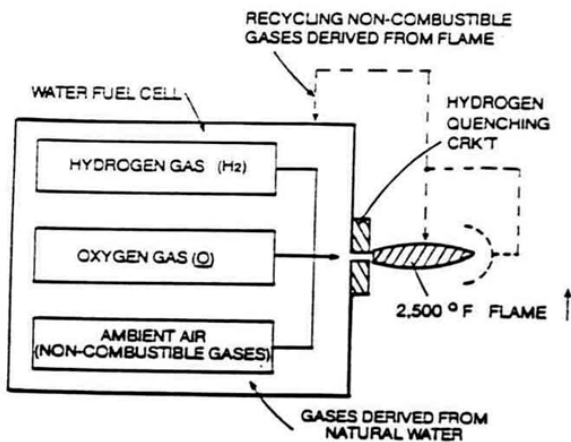 RECYCLING NON-COMBUSTIBLE
GASES DERIVED FROM FLAME
WATER FUEL CELL
HYDROGEN
QUENCHING
CRK'T
HYDROGEN GAS (H2)
OXYGEN GAS (O)
2,500 º F FLAME
AMBIENT AIR
(NON-COMBUSTIBLE GASES)
GASES DERIVED FROM
NATURAL WATER